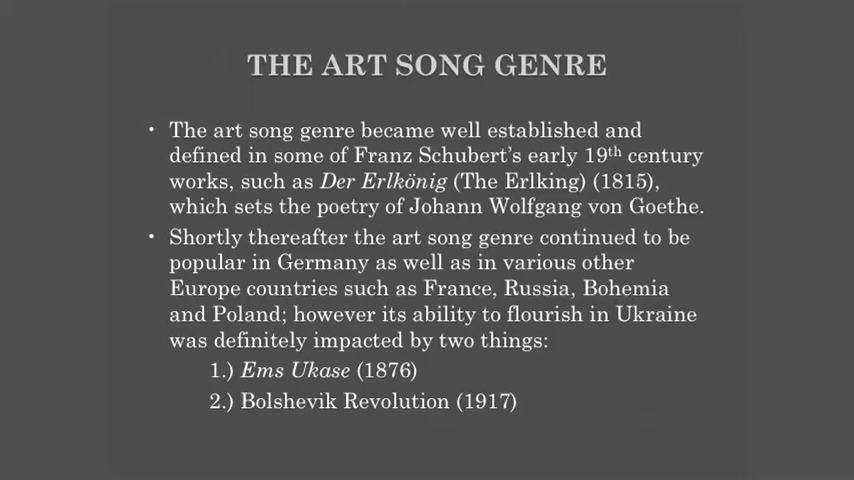 THE ART SONG GENRE
• The art song genre became well established and
defined in some of Franz Schubert's early 19th century
works, such as Der Erlkönig (The Erlking) (1815),
which sets the poetry of Johann Wolfgang von Goethe.
• Shortly thereafter the art song genre continued to be
popular in Germany as well as in various other
Europe countries such as France, Russia, Bohemia
and Poland; however its ability to flourish in Ukraine
was definitely impacted by two things:
1.) Ems Ukase (1876)
2.) Bolshevik Revolution (1917)